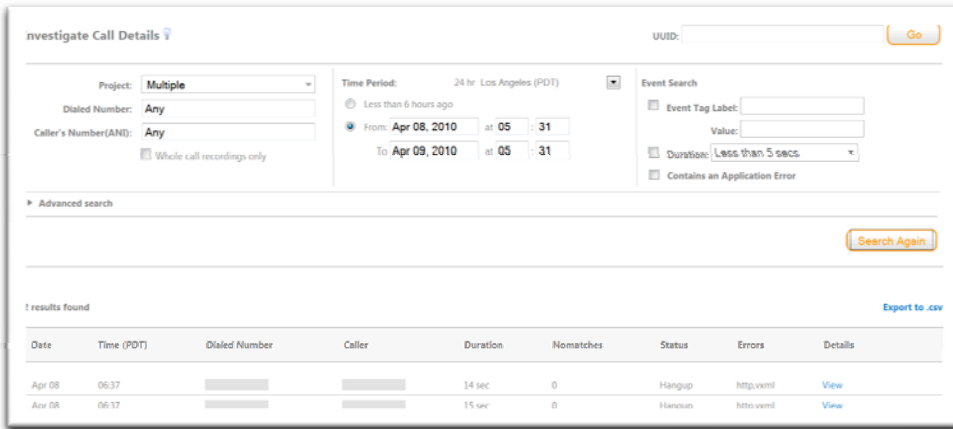 nvestigate Call Details
UUID:
Go
Project: Multiple
Dialed Number: Any
Caller's Number(ANI): Any
Whole call recordings only
Time Period: 24 hr Los Angeles (PDT)
Less than 6 hours ago
From: Apr 08, 2010 at 05 : 31
To Apr 09, 2010 at 05 : 31
Event Search
Event Tag Label:
Value:
Duration: Less than 5 secs
Contains an Application Error
Advanced search
Search Again
results found
Export to .csv
Date Time (PDT) Dialed Number Caller Duration Nomatches Status Errors Details
Apr 08 06:37 14 sec 0 Hangup http,vxml View
Apr 08 06:37 15 sec 0 Hangup http,vxml View